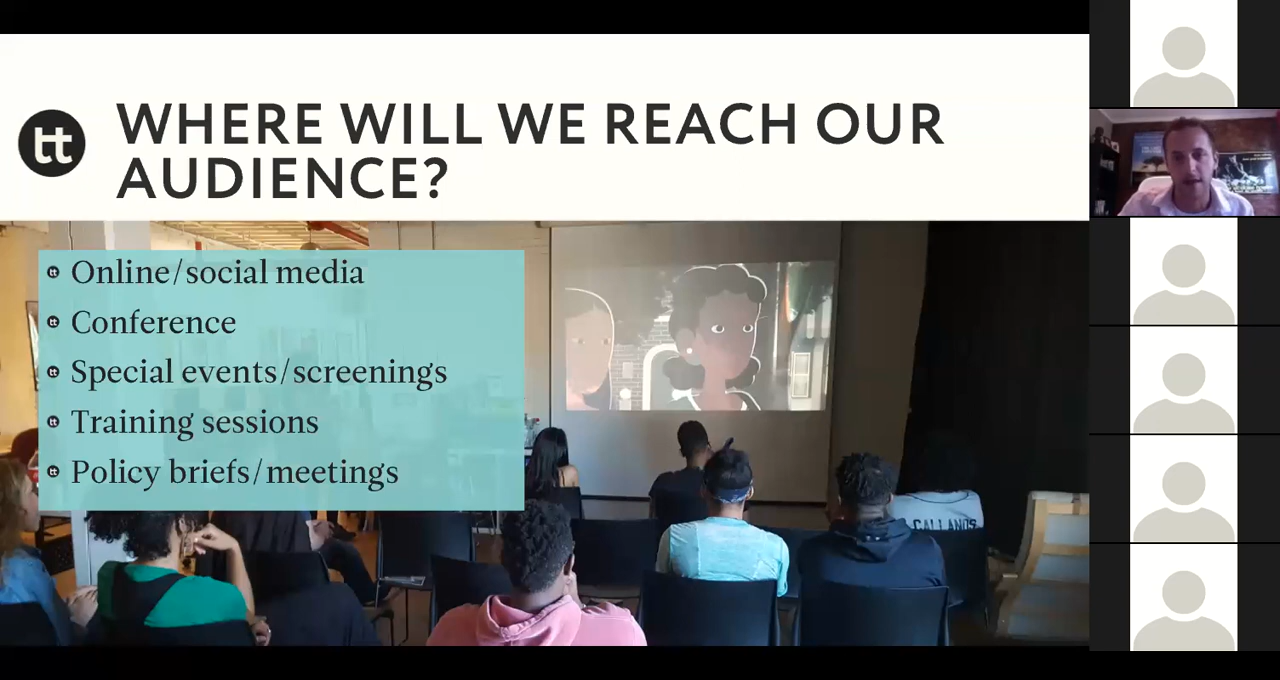 tt
WHERE WILL WE REACH OUR
AUDIENCE?
Online/social media
Conference
Special events/screenings
Training sessions
Policy briefs/meetings
CALLANOS